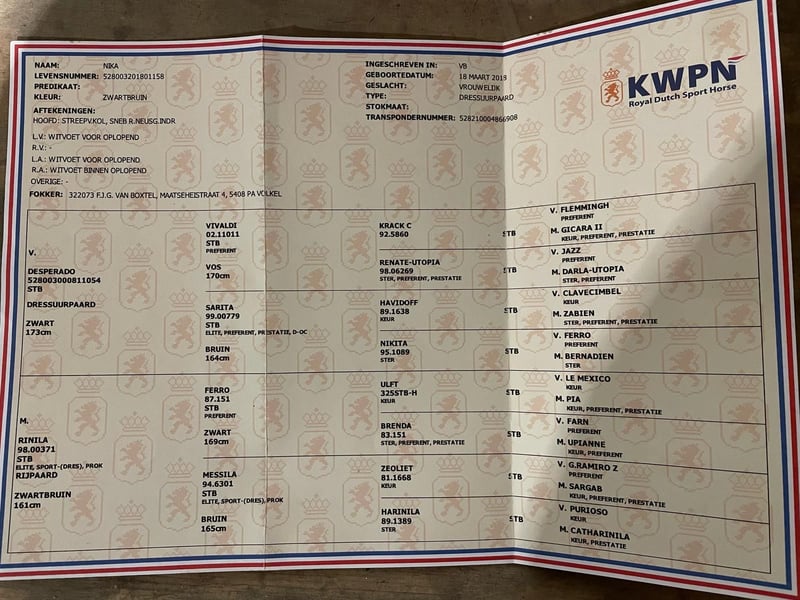 NAAM: NIKA
LEVENSNUMMER: 528003201801158
PREDIKAAT:
KLEUR: ZWARTBRUIN
AFTEKENINGEN:
HOOFD: STREEPV.KOL, SNEB R.NEUSG.INDR
L.V.: WITVOET VOOR OPLOPEND
R.V.: -
L.A.: WITVOET VOOR OPLOPEND
R.A.: WITVOET BINNEN OPLOPEND
OVERIGE: -
FOKKER: 322073 F.J.G. VAN BOXTEL, MAATSEHEISTRAAT 4, 5408 PA VOLKEL
INGESCHREVEN IN: VB
GEBOORTEDATUM: 18 MAART 2018
GESLACHT: VROUWELIJK
TYPE: DRESSUURPAARD
STOKMAAT:
TRANSPONDERNUMMER: 528210004866908
KWPN
Royal Dutch Sport Horse
V.
DESPERADO
528003000811054
STB
DRESSUURPAARD
ZWART
173cm
M.
RINILA
98.00371
STB
ELITE, SPORT-(DRES), PROK
RIJPAARD
ZWARTBRUIN
161cm
VIVALDI
02.11011
STB
PREFERENT
VOS
170cm
SARITA
99.00779
STB
ELITE, PREFERENT, PRESTATIE, D-OC
BRUIN
164cm
FERRO
87.151
STB
PREFERENT
ZWART
169cm
MESSILA
94.6301
STB
ELITE, SPORT-(DRES), PROK
BRUIN
165cm
KRACK C
92.5860 STB
RENATE-UTOPIA
98.06269 STB
STER, PREFERENT, PRESTATIE
HAVIDOFF
89.1638 STB
KEUR
NIKITA
95.1089 STB
STER
ULFT
325STB-H STB
KEUR
BRENDA
83.151 STB
STER, PREFERENT, PRESTATIE
ZEOLIET
81.1668 STB
KEUR
HARINILA
89.1389 STB
STER
V. FLEMMINGH
PREFERENT
M. GICARA II
KEUR, PREFERENT, PRESTATIE
V. JAZZ
PREFERENT
M. DARLA-UTOPIA
STER, PREFERENT
V. CLAVECIMBEL
KEUR
M. ZABIEN
STER, PREFERENT, PRESTATIE
V. FERRO
PREFERENT
M. BERNADIEN
STER
V. LE MEXICO
KEUR
M. PIA
KEUR, PREFERENT, PRESTATIE
V. FARN
PREFERENT
M. UPIANNE
KEUR, PREFERENT
V. G.RAMIRO Z
PREFERENT
M. SARGAB
KEUR, PREFERENT, PRESTATIE
V. PURIOSO
KEUR
M. CATHARINILA
KEUR, PRESTATIE